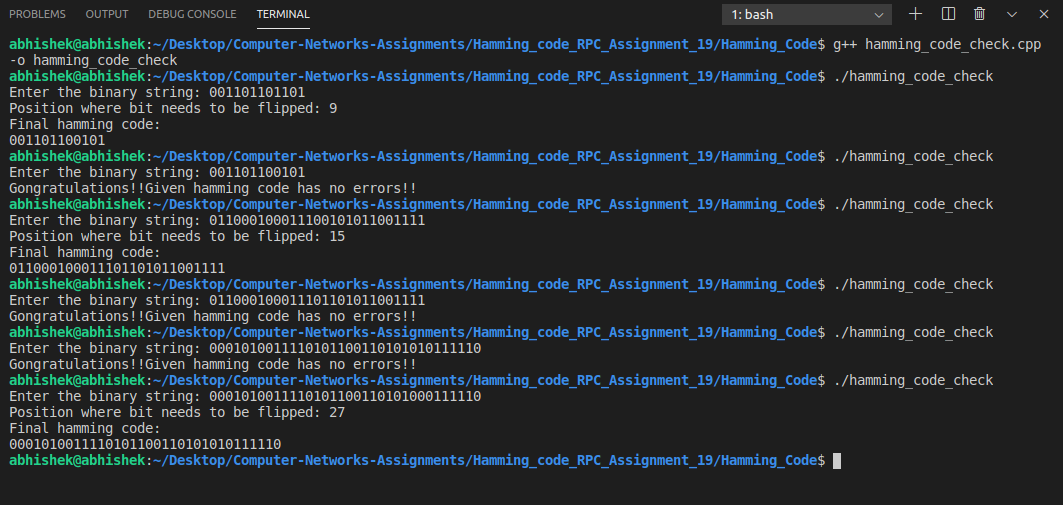 PROBLEMS OUTPUT DEBUG CONSOLE TERMINAL 1: bash
abhishek@abhishek:~/Desktop/Computer-Networks-Assignments/Hamming_code_RPC_Assignment_19/Hamming_Code$ g++ hamming_code_check.cpp
-o hamming_code_check
abhishek@abhishek:~/Desktop/Computer-Networks-Assignments/Hamming_code_RPC_Assignment_19/Hamming_Code$ ./hamming_code_check
Enter the binary string: 001101101101
Position where bit needs to be flipped: 9
Final hamming code:
001101100101
abhishek@abhishek:~/Desktop/Computer-Networks-Assignments/Hamming_code_RPC_Assignment_19/Hamming_Code$ ./hamming_code_check
Enter the binary string: 001101100101
Gongratulations!!Given hamming code has no errors!!
abhishek@abhishek:~/Desktop/Computer-Networks-Assignments/Hamming_code_RPC_Assignment_19/Hamming_Code$ ./hamming_code_check
Enter the binary string: 011000100011100101011001111
Position where bit needs to be flipped: 15
Final hamming code:
011000100011101101011001111
abhishek@abhishek:~/Desktop/Computer-Networks-Assignments/Hamming_code_RPC_Assignment_19/Hamming_Code$ ./hamming_code_check
Enter the binary string: 011000100011101101011001111
Gongratulations!!Given hamming code has no errors!!
abhishek@abhishek:~/Desktop/Computer-Networks-Assignments/Hamming_code_RPC_Assignment_19/Hamming_Code$ ./hamming_code_check
Enter the binary string: 0001010011110101100110101010111110
Gongratulations!!Given hamming code has no errors!!
abhishek@abhishek:~/Desktop/Computer-Networks-Assignments/Hamming_code_RPC_Assignment_19/Hamming_Code$ ./hamming_code_check
Enter the binary string: 0001010011110101100110101000111110
Position where bit needs to be flipped: 27
Final hamming code:
0001010011110101100110101010111110
abhishek@abhishek:~/Desktop/Computer-Networks-Assignments/Hamming_code_RPC_Assignment_19/Hamming_Code$